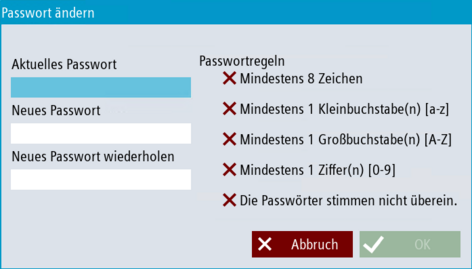 Passwort ändern
Aktuelles Passwort
Neues Passwort
Neues Passwort wiederholen
Passwortregeln
Mindestens 8 Zeichen
Mindestens 1 Kleinbuchstabe(n) [a-z]
Mindestens 1 Großbuchstabe(n) [A-Z]
Mindestens 1 Ziffer(n) [0-9]
Die Passwörter stimmen nicht überein.
Abbruch
OK